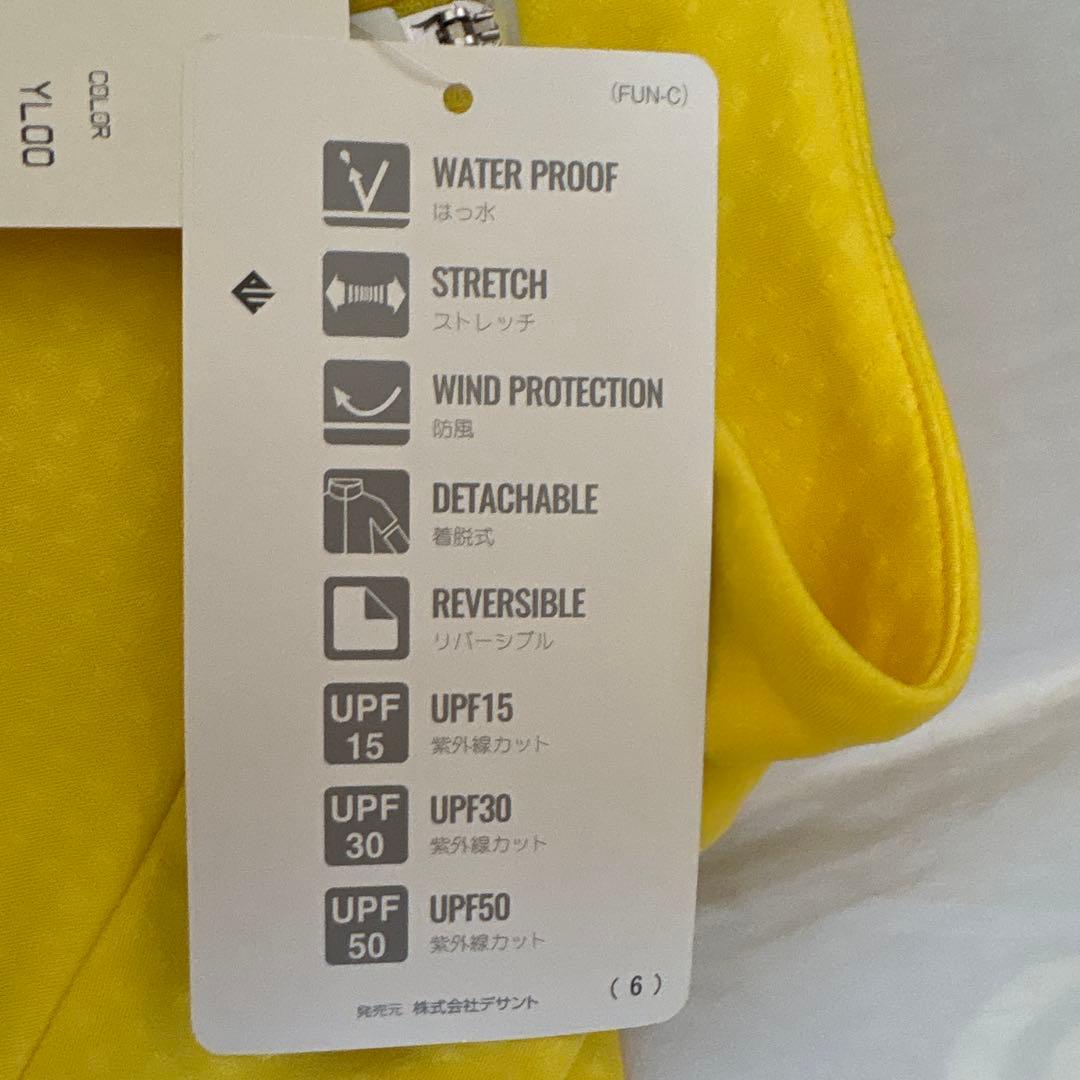 COLOR
YL00
(FUN-C)
WATER PROOF
はっ水
STRETCH
ストレッチ
WIND PROTECTION
防風
DETACHABLE
着脱式
REVERSIBLE
リバーシブル
UPF
15
UPF15
紫外線カット
UPF
30
UPF30
紫外線カット
UPF
50
UPF50
紫外線カット
(6)
発売元 株式会社デサント